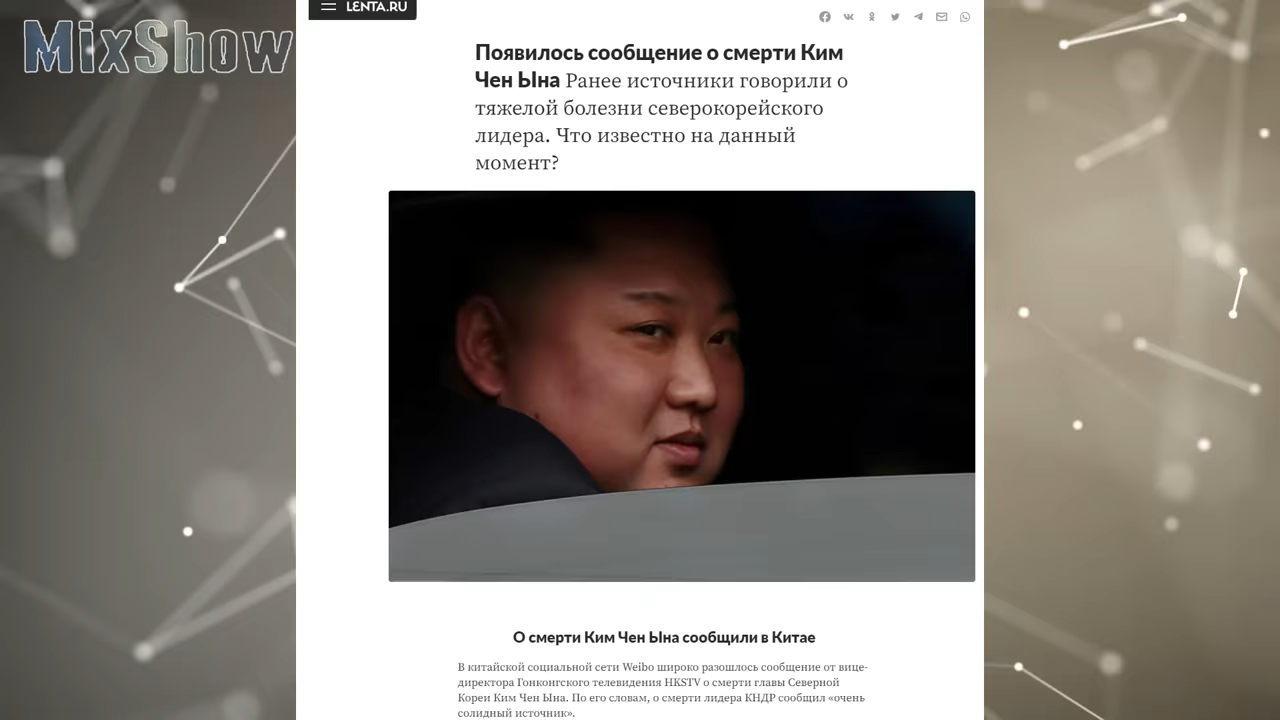 MixShow
LENTA.RU
Появилось сообщение о смерти Ким
Чен Ына Ранее источники говорили о
тяжелой болезни северокорейского
лидера. Что известно на данный
момент?
О смерти Ким Чен Ына сообщили в Китае
В китайской социальной сети Weibo широко разошлось сообщение от вице-
директора Гонконгского телевидения HKSTV о смерти главы Северной
Кореи Ким Чен Ына. По его словам, о смерти лидера КНДР сообщил «очень
солидный источник».